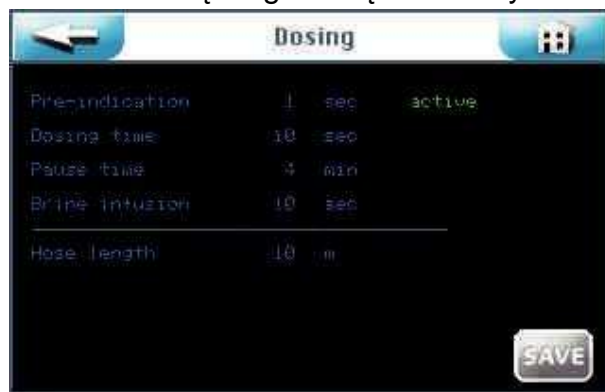 Dosing
Pre-indication 1 sec active
Dosing time 10 sec
Pause time 4 min
Brine infusion 10 sec
Hose length 10 m
SAVE